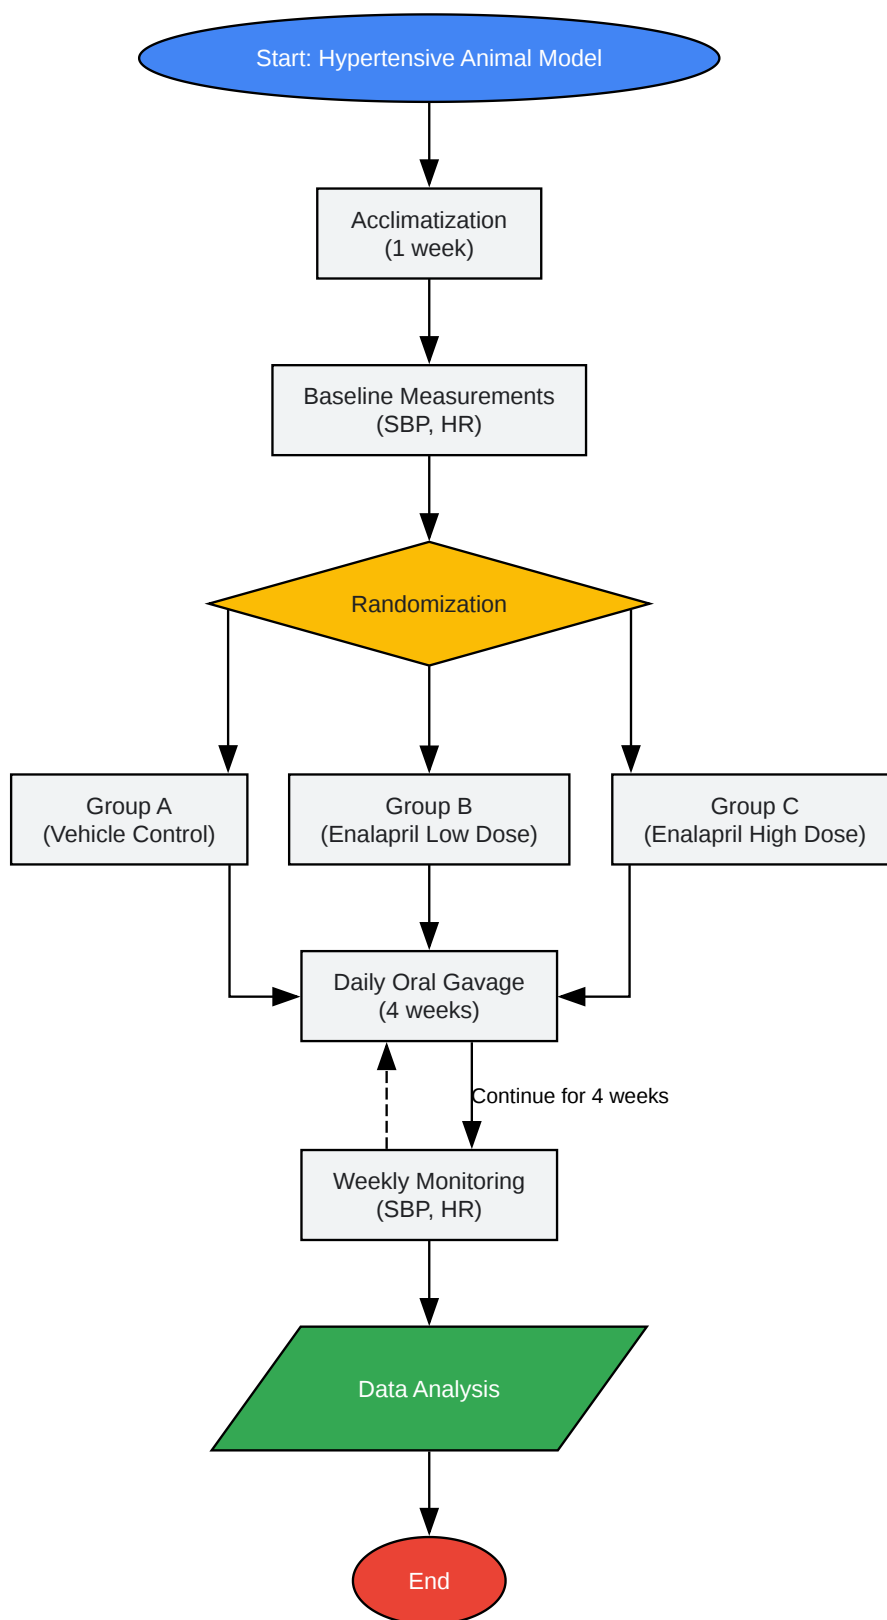 Start: Hypertensive Animal Model
Acclimatization
(1 week)
Baseline Measurements
(SBP, HR)
Randomization
Group A
(Vehicle Control)
Group B
(Enalapril Low Dose)
Group C
(Enalapril High Dose)
Daily Oral Gavage
(4 weeks)
Continue for 4 weeks
Weekly Monitoring
(SBP, HR)
Data Analysis
End